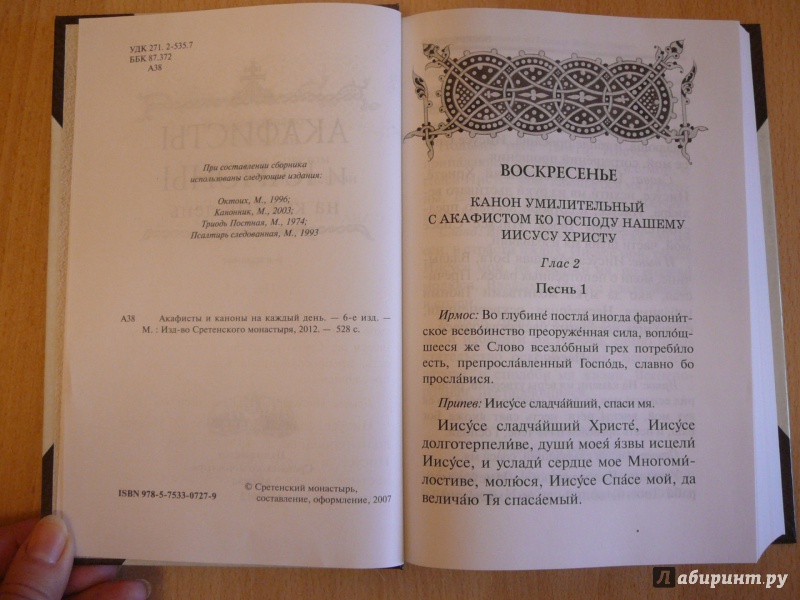 УДК 271. 2–535.7
ББК 87.372
А38
При составлении сборника
использованы следующие издания:
Октоих, М., 1996;
Канонник, М., 2003;
Триодь Постная, М., 1974;
Псалтирь следованная, М., 1993
А38 Акафисты и каноны на каждый день. — 6-е изд. —
М. : Изд-во Сретенского монастыря, 2012. — 528 с.
ISBN 978-5-7533-0727-9
© Сретенский монастырь,
составление, оформление, 2007
ВОСКРЕСЕНЬЕ
КАНОН УМИЛИТЕЛЬНЫЙ
С АКАФИСТОМ КО ГОСПОДУ НАШЕМУ
ИИСУСУ ХРИСТУ
Глас 2
Песнь 1
Ирмос: Во глубине́ постла́ иногда фараони́т-
ское всево́инство преоруже́нная сила, вопло́щ-
шееся же Слово всезло́бный грех потреби́ло
есть, препросла́вленный Госпо́дь, славно бо
просла́вися.
Припев: Иису́се сладча́йший, спаси мя.
Иису́се сладча́йший Христе́, Иису́се
долготерпели́ве, души́ моея́ я́звы исцели́
Иису́се, и услади́ сердце мое Многоми́-
лостиве, молю́ся, Иису́се Спа́се мой, да
велича́ю Тя спаса́емый.
АКАФИСТЫ
Лабиринт.ру